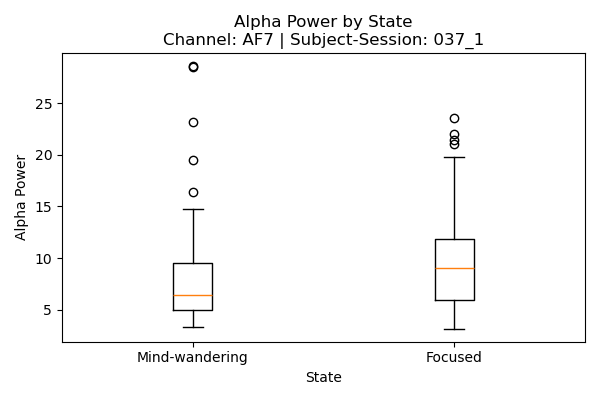 Alpha Power by State
Channel: AF7 | Subject-Session: 037_1
Alpha Power
25
20
15
10
5
Mind-wandering
Focused
State